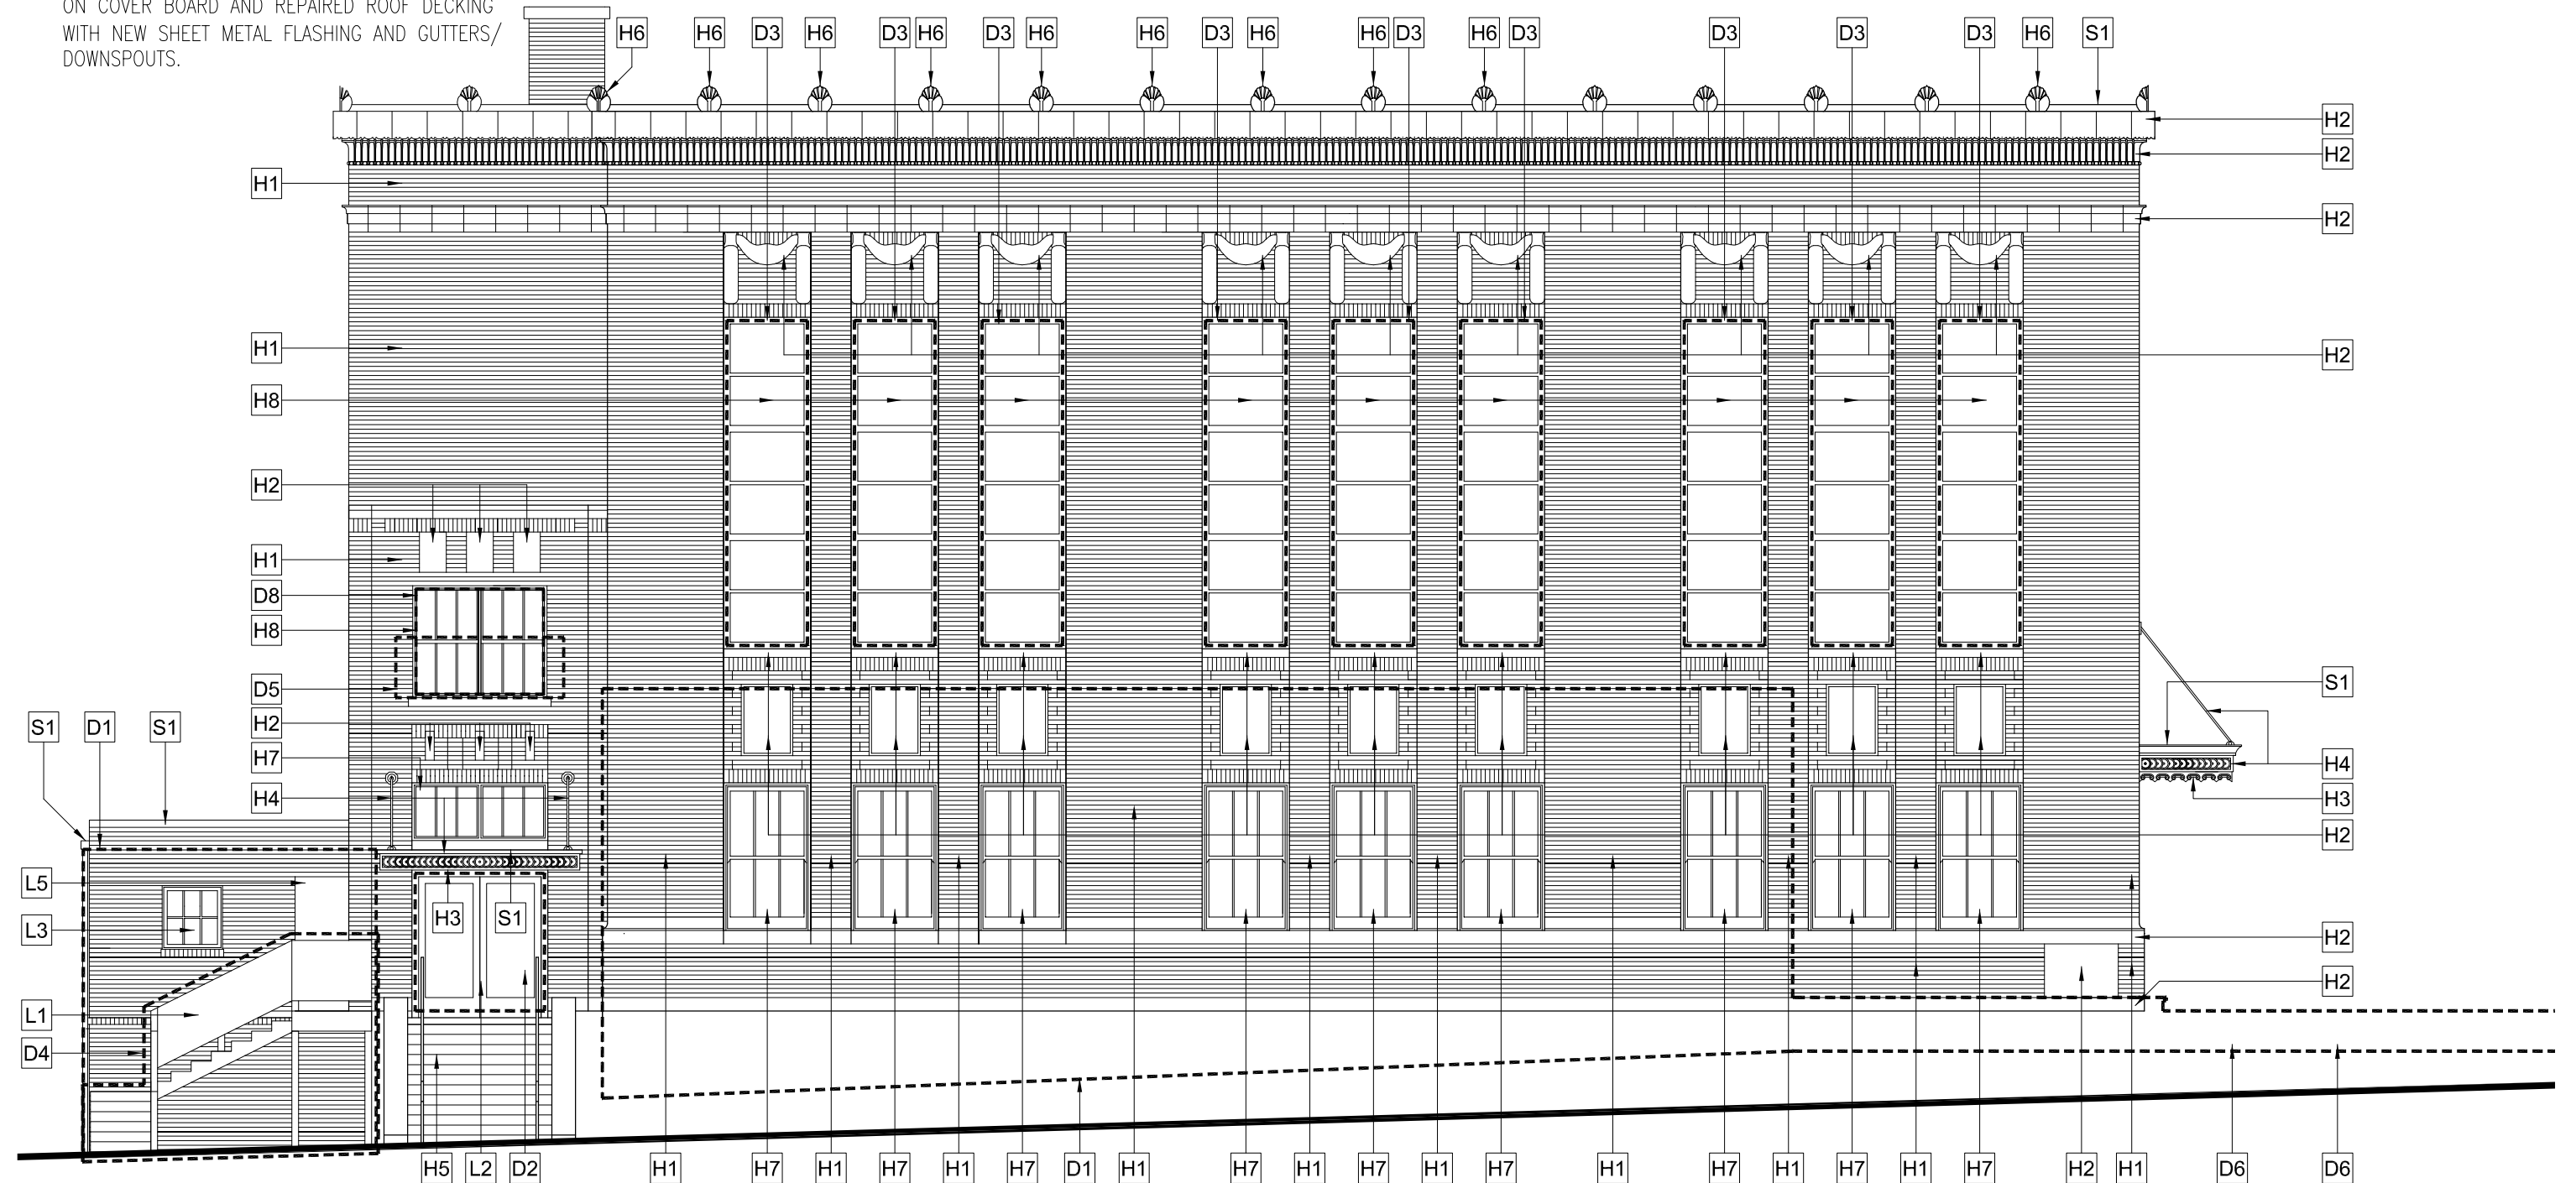 ON COVER BOARD AND REPAIRED ROOF DECKING
WITH NEW SHEET METAL FLASHING AND GUTTERS/
DOWNSPOUTS.
H6 H6 D3 H6 D3 H6 D3 H6 H6 D3 H6 H6 D3 H6 D3 D3 D3 D3 H6 S1
H2
H2
H1
H2
H1
H2
H8
H2
H1
D8
H8
S1
D5
S1 D1 S1
H2
H7
H4
H4
H3
H2
L5
H3 S1
L3
H2
H2
L1
D4
H5 L2 D2 H1 H7 H1 H7 H1 H7 D1 H1 H7 H1 H7 H1 H7 H1 H7 H1 H7 H1 H7 H2 H1 D6 D6